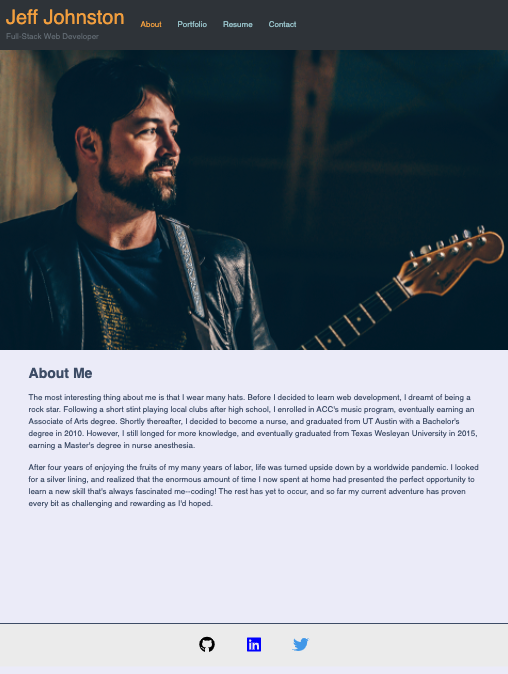 Jeff Johnston
Full-Stack Web Developer
About Portfolio Resume Contact
About Me
The most interesting thing about me is that I wear many hats. Before I decided to learn web development, I dreamt of being a
rock star. Following a short stint playing local clubs after high school, I enrolled in ACC's music program, eventually earning an
Associate of Arts degree. Shortly thereafter, I decided to become a nurse, and graduated from UT Austin with a Bachelor's
degree in 2010. However, I still longed for more knowledge, and eventually graduated from Texas Wesleyan University in 2015,
earning a Master's degree in nurse anesthesia.
After four years of enjoying the fruits of my many years of labor, life was turned upside down by a worldwide pandemic. I looked
for a silver lining, and realized that the enormous amount of time I now spent at home had presented the perfect opportunity to
learn a new skill that's always fascinated me--coding! The rest has yet to occur, and so far my current adventure has proven
every bit as challenging and rewarding as I'd hoped.